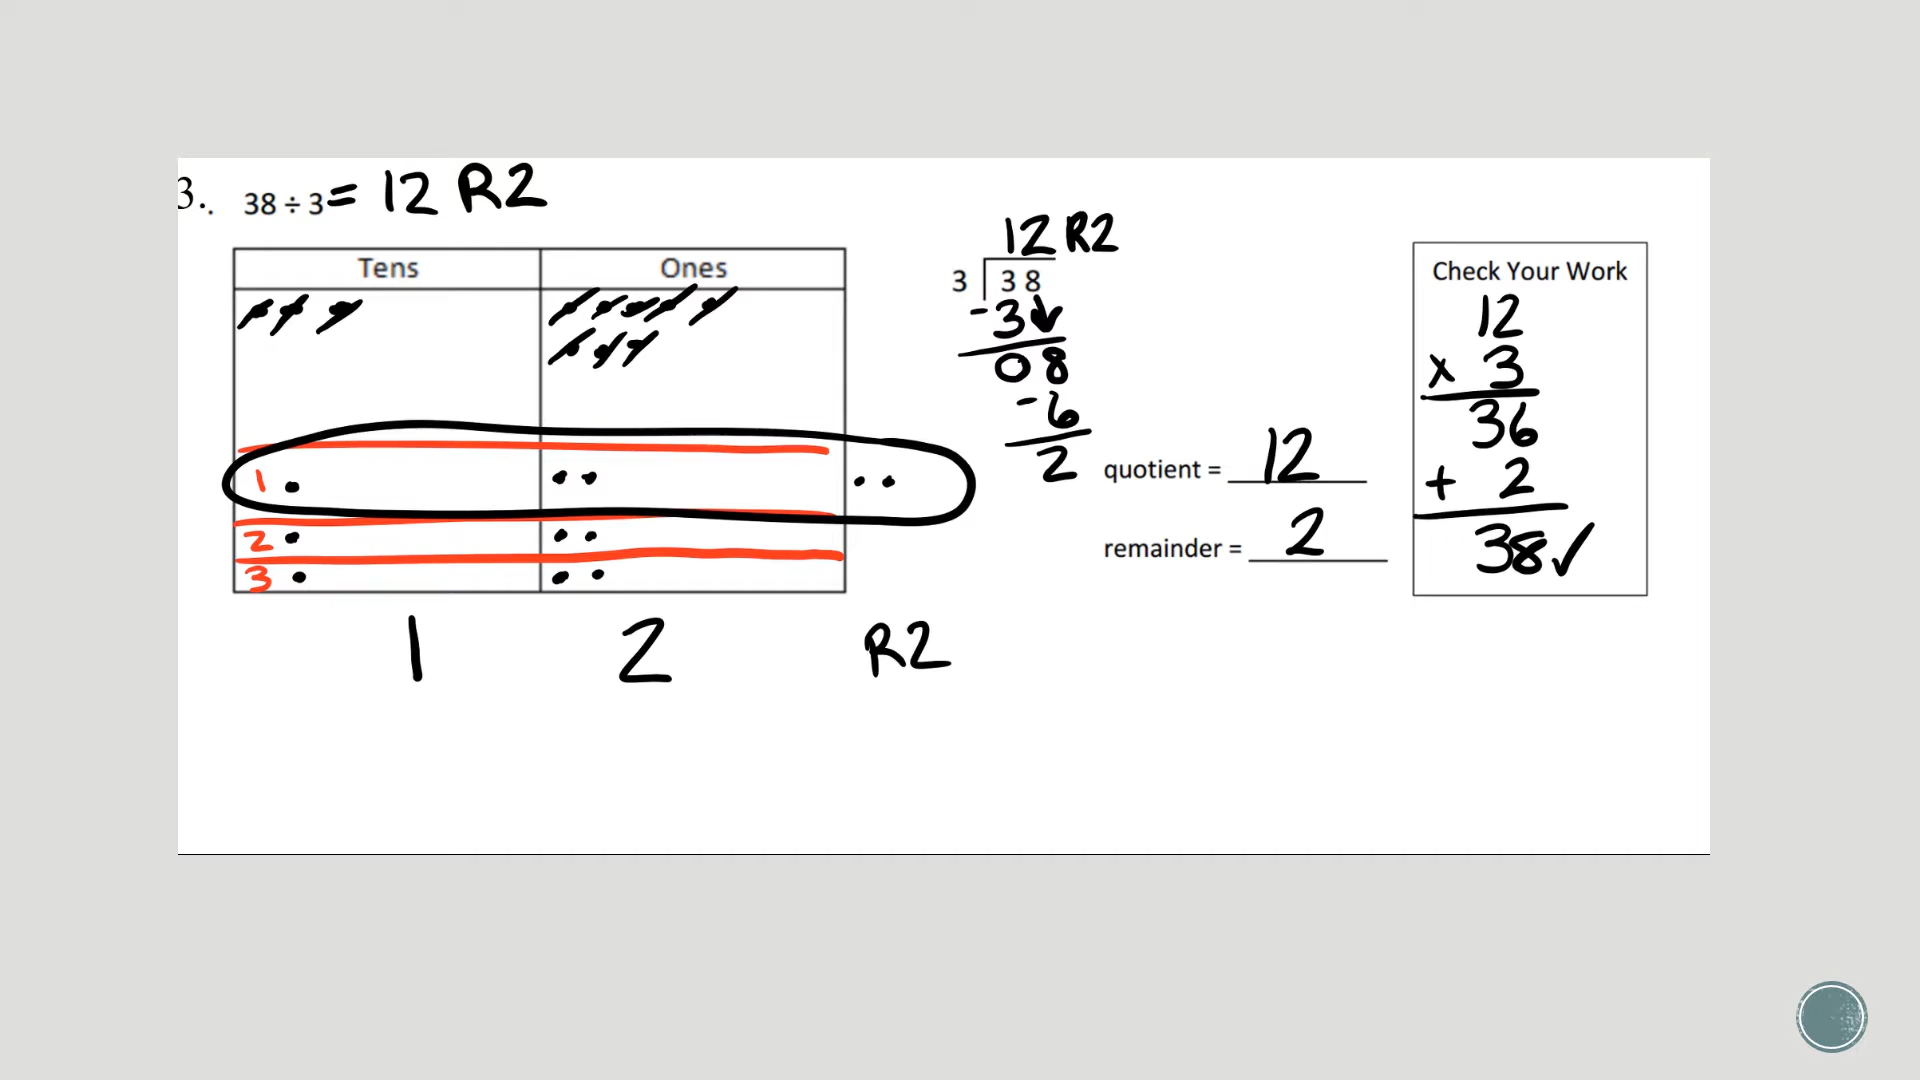 3. . 38 ÷ 3 = 12 R2
Tens Ones
1
2
3
1 2 R2
12 R2
3 38
-3
08
-6
2
quotient = 12
remainder = 2
Check Your Work
12
x 3
36
+ 2
38✓